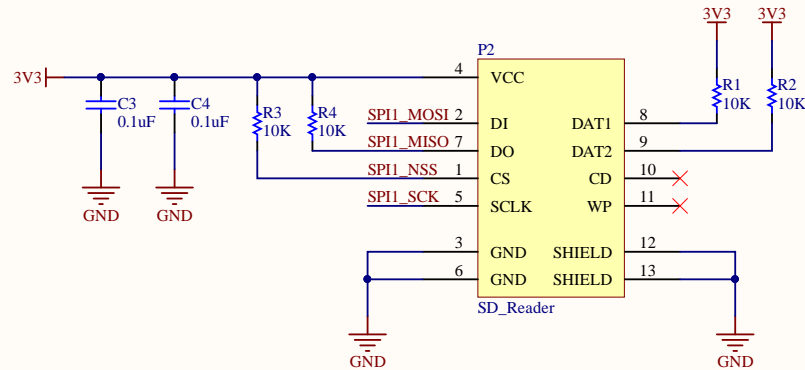 3V3 3V3
P2
3V3
4 VCC
C3 C4 R3 R4 R1 R2
0.1uF 0.1uF 10K 10K 10K 10K
SPI1_MOSI 2 DI DAT1 8
SPI1_MISO 7 DO DAT2 9
SPI1_NSS 1 CS CD 10
SPI1_SCK 5 SCLK WP 11
GND GND
3 GND SHIELD 12
6 GND SHIELD 13
SD_Reader
GND GND